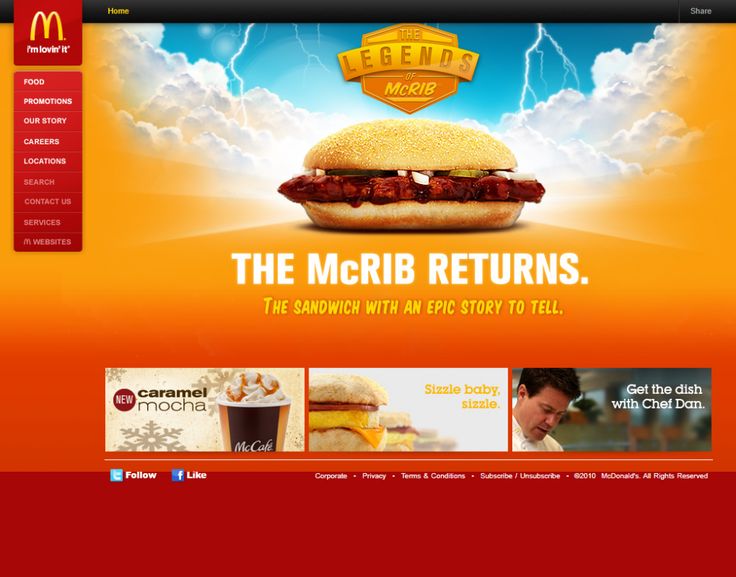 Home
Share
i'm lovin' it®
FOOD
PROMOTIONS
OUR STORY
CAREERS
LOCATIONS
SEARCH
CONTACT US
SERVICES
M WEBSITES
THE
LEGENDS
OF
McRIB
THE McRIB RETURNS.
THE SANDWICH WITH AN EPIC STORY TO TELL.
NEW
caramel
mocha
McCafé
Sizzle baby,
sizzle.
Get the dish
with Chef Dan.
Follow
Like
Corporate - Privacy - Terms & Conditions - Subscribe / Unsubscribe - ©2010 McDonald's. All Rights Reserved